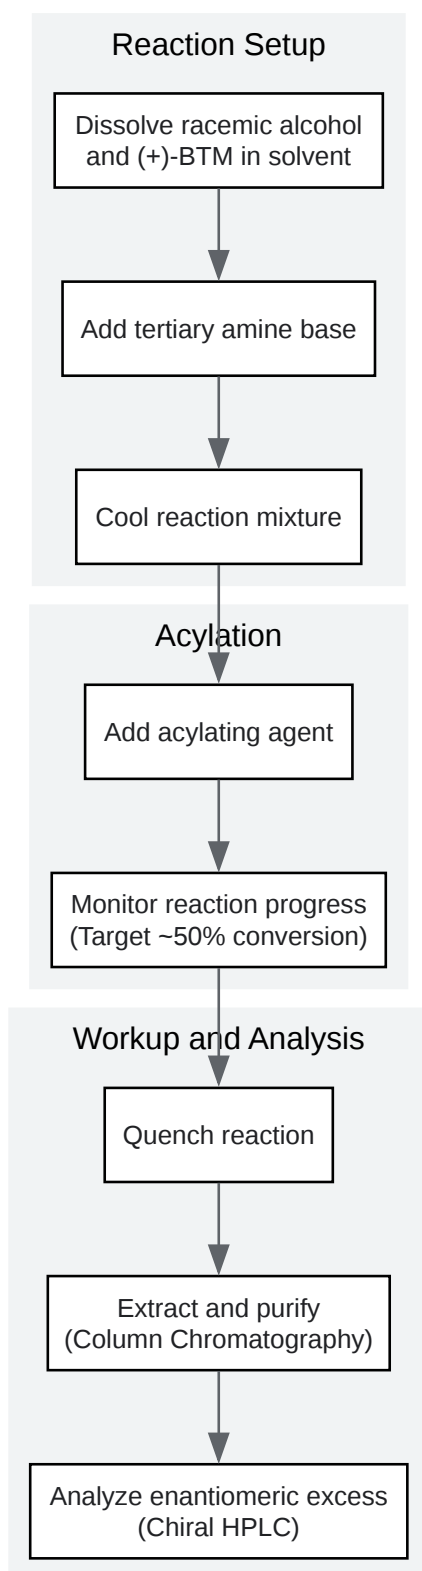 Reaction Setup
Dissolve racemic alcohol
and (+)-BTM in solvent
Add tertiary amine base
Cool reaction mixture
Acylation
Add acylating agent
Monitor reaction progress
(Target ~50% conversion)
Workup and Analysis
Quench reaction
Extract and purify
(Column Chromatography)
Analyze enantiomeric excess
(Chiral HPLC)